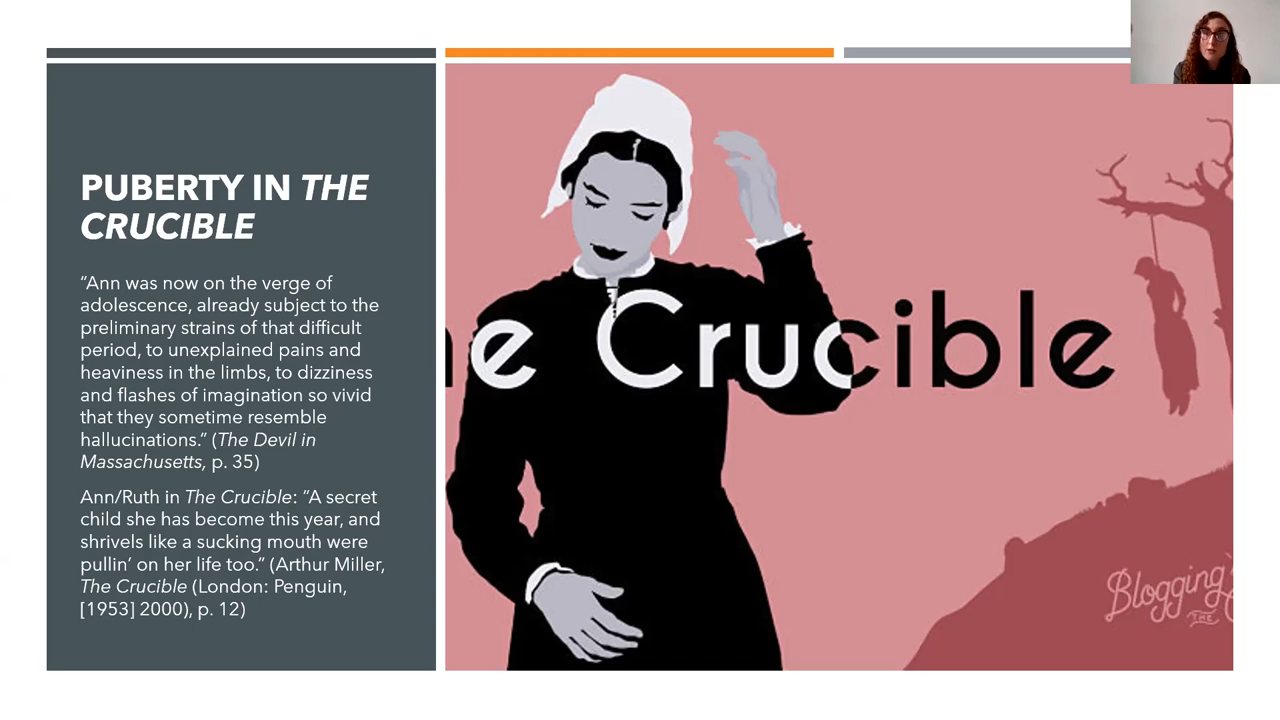 PUBERTY IN THE
CRUCIBLE
“Ann was now on the verge of
adolescence, already subject to the
preliminary strains of that difficult
period, to unexplained pains and
heaviness in the limbs, to dizziness
and flashes of imagination so vivid
that they sometime resemble
hallucinations.” (The Devil in
Massachusetts, p. 35)
Ann/Ruth in The Crucible: “A secret
child she has become this year, and
shrivels like a sucking mouth were
pullin’ on her life too.” (Arthur Miller,
The Crucible (London: Penguin,
[1953] 2000), p. 12)
e Crucible
Blogging
THE